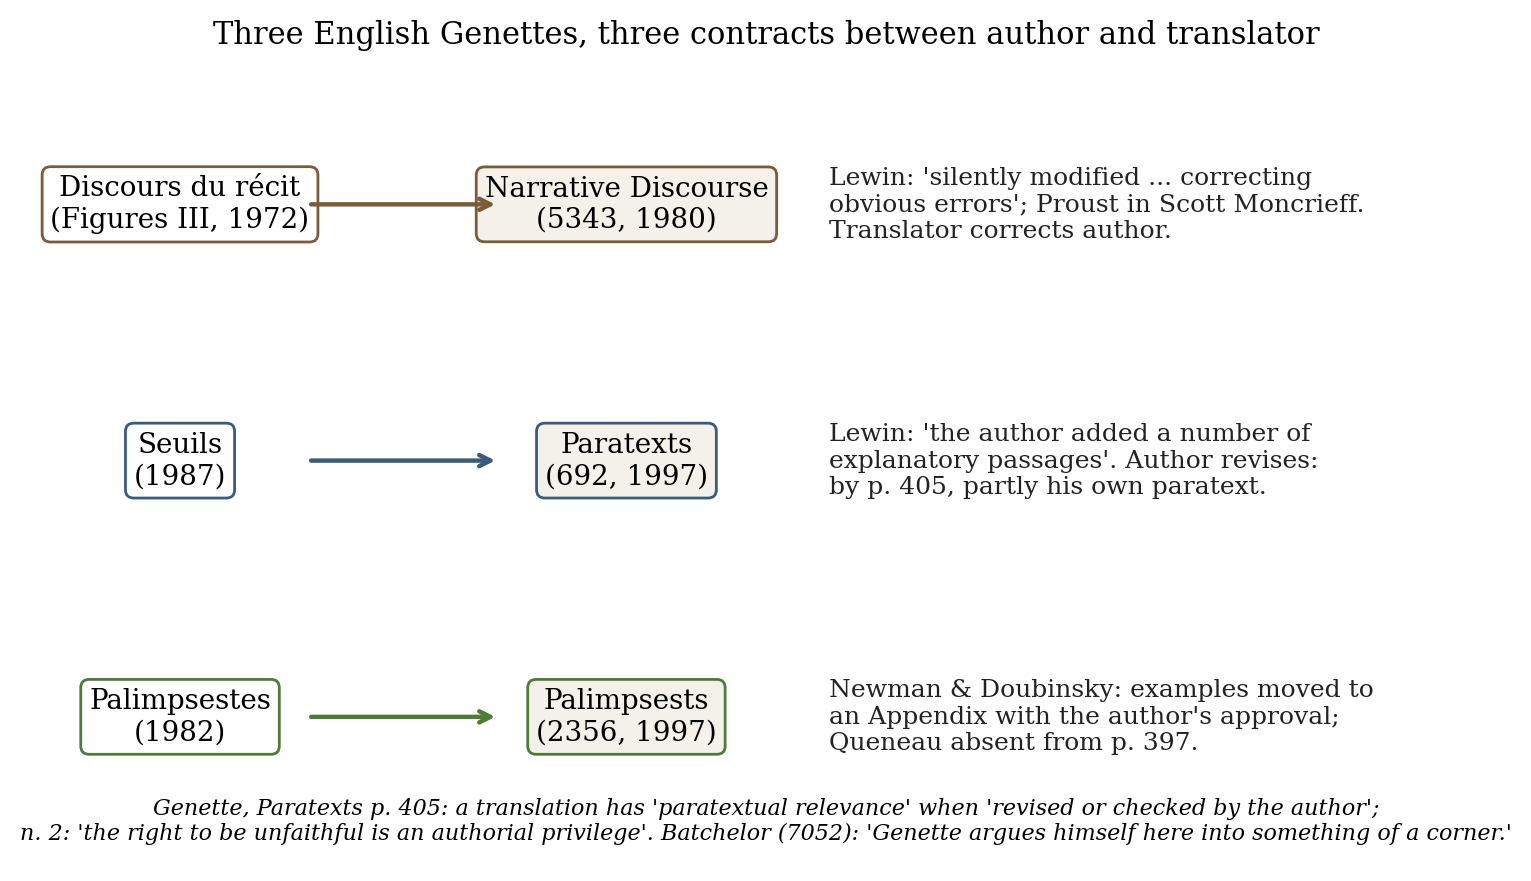 Three English Genettes, three contracts between author and translator
Discours du récit
(Figures III, 1972)
Narrative Discourse
(5343, 1980)
Lewin: 'silently modified ... correcting
obvious errors'; Proust in Scott Moncrieff.
Translator corrects author.
Seuils
(1987)
Paratexts
(692, 1997)
Lewin: 'the author added a number of
explanatory passages'. Author revises:
by p. 405, partly his own paratext.
Palimpsestes
(1982)
Palimpsests
(2356, 1997)
Newman & Doubinsky: examples moved to
an Appendix with the author's approval;
Queneau absent from p. 397.
Genette, Paratexts p. 405: a translation has 'paratextual relevance' when 'revised or checked by the author';
n. 2: 'the right to be unfaithful is an authorial privilege'. Batchelor (7052): 'Genette argues himself here into something of a corner.'